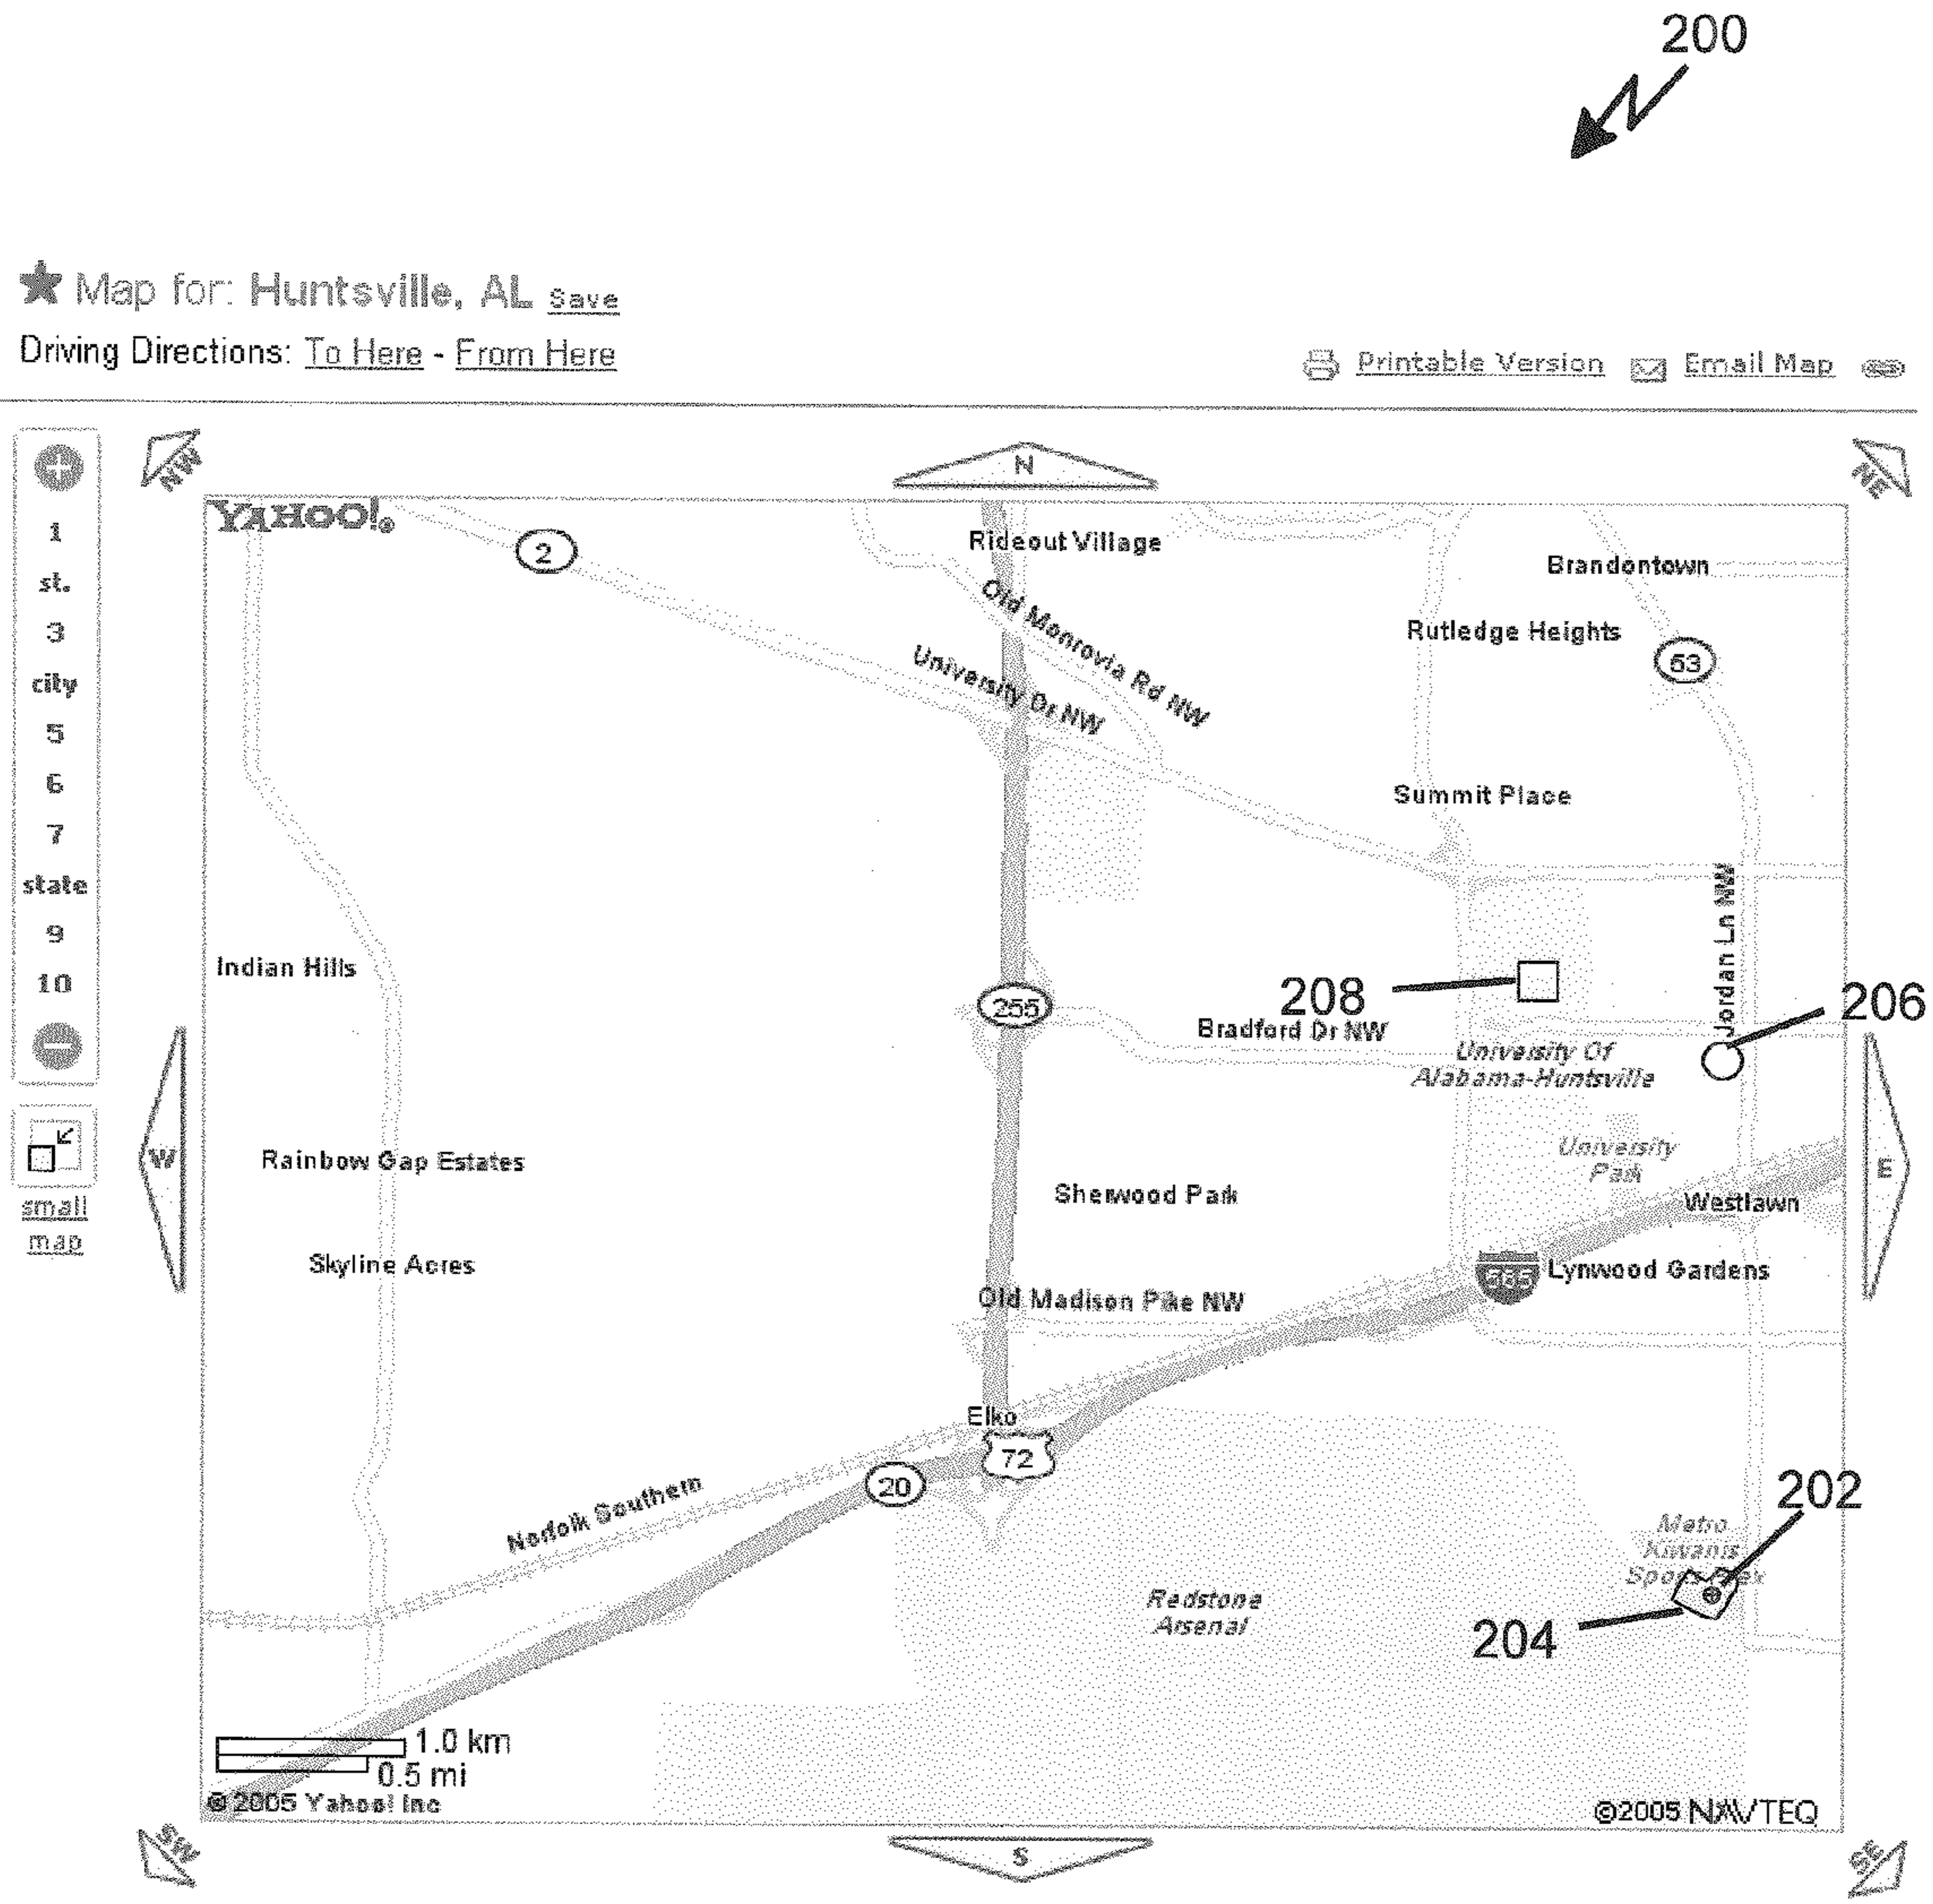 200
Map for: Huntsville, AL Save
Driving Directions: To Here - From Here
Printable Version Email Map
NW
N
NE
1
st.
3
city
5
6
7
state
9
10
small
map
W
E
YAHOO!
2
Rideout Village
Brandontown
Old Monrovia Rd NW
Rutledge Heights
53
University Dr NW
Summit Place
Jordan Ln NW
Indian Hills
255
208
206
Bradford Dr NW
University Of
Alabama-Huntsville
University
Park
Rainbow Gap Estates
Sherwood Park
Westlawn
Skyline Acres
565
Lynwood Gardens
Old Madison Pike NW
Elko
72
20
Norfolk Southern
202
Metro
Kiwanis
Redstone
Arsenal
204
1.0 km
0.5 mi
© 2005 Yahoo! Inc
©2005 NAVTEQ
SW
S
SE